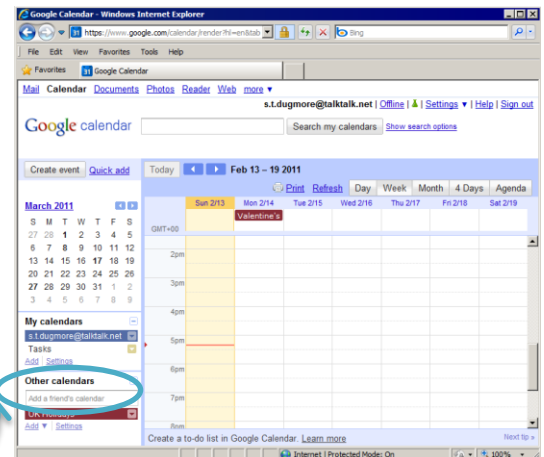 Google Calendar - Windows Internet Explorer
https://www.google.com/calendar/render?hl=en&tab
Bing
File Edit View Favorites Tools Help
Favorites 31 Google Calendar
Mail Calendar Documents Photos Reader Web more ▼
s.t.dugmore@talktalk.net | Offline | Settings ▼ | Help | Sign out
Google calendar Search my calendars Show search options
Create event Quick add Today Feb 13 – 19 2011
Print Refresh Day Week Month 4 Days Agenda
March 2011
Sun 2/13 Mon 2/14 Tue 2/15 Wed 2/16 Thu 2/17 Fri 2/18 Sat 2/19
Valentine's
GMT+00
S M T W T F S
27 28 1 2 3 4 5
6 7 8 9 10 11 12
13 14 15 16 17 18 19
20 21 22 23 24 25 26
27 28 29 30 31 1 2
3 4 5 6 7 8 9
2pm
3pm
4pm
5pm
6pm
7pm
8pm
My calendars
s.t.dugmore@talktalk.net
Tasks
Add Settings
Other calendars
Add a friend's calendar
UK Holidays
Add ▼ Settings
Create a to-do list in Google Calendar. Learn more Next tip »
Internet | Protected Mode: On 100%